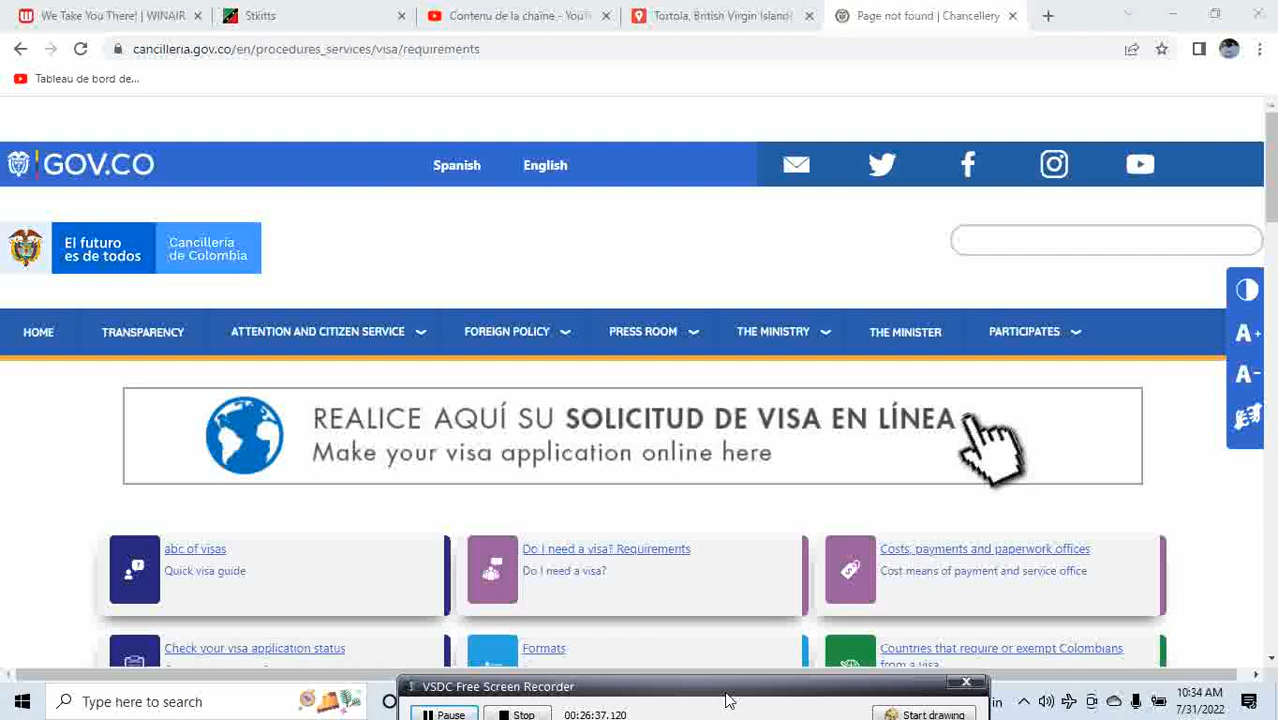 We Take You There! | WINAIR
Stkitts
Contenu de la chaîne - YouT
Tortola, British Virgin Islands
Page not found | Chancellery
cancilleria.gov.co/en/procedures_services/visa/requirements
Tableau de bord de...
GOV.CO
Spanish
English
El futuro
es de todos
Cancillería
de Colombia
A+
A-
HOME
TRANSPARENCY
ATTENTION AND CITIZEN SERVICE
FOREIGN POLICY
PRESS ROOM
THE MINISTRY
THE MINISTER
PARTICIPATES
REALICE AQUÍ SU SOLICITUD DE VISA EN LÍNEA
Make your visa application online here
abc of visas
Quick visa guide
Do I need a visa? Requirements
Do I need a visa?
Costs, payments and paperwork offices
Cost means of payment and service office
Check your visa application status
Formats
Countries that require or exempt Colombians
from a visa
VSDC Free Screen Recorder
Pause
Stop
00:26:37.120
Start drawing
Type here to search
in
10:34 AM
7/31/2022